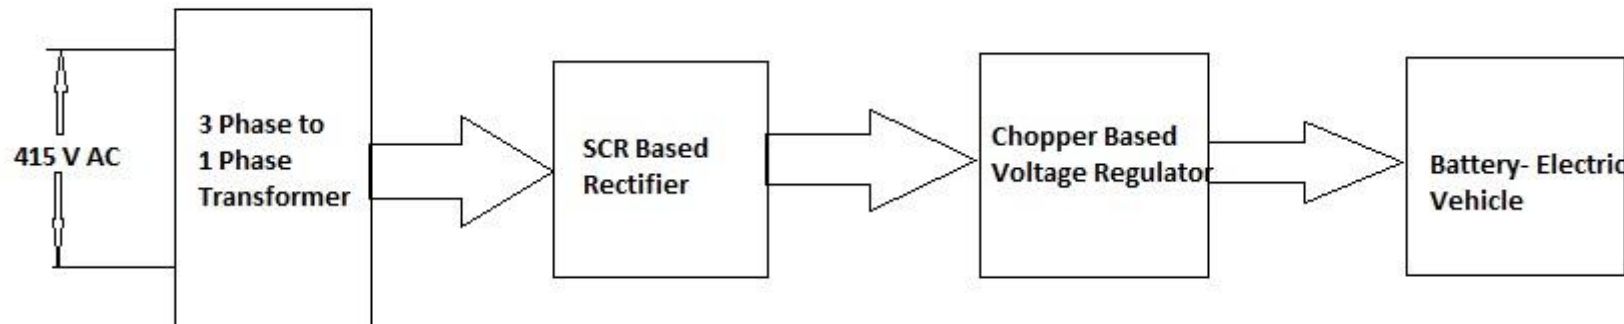 415 V AC
3 Phase to
1 Phase
Transformer
SCR Based
Rectifier
Chopper Based
Voltage Regulator
Battery- Electric
Vehicle